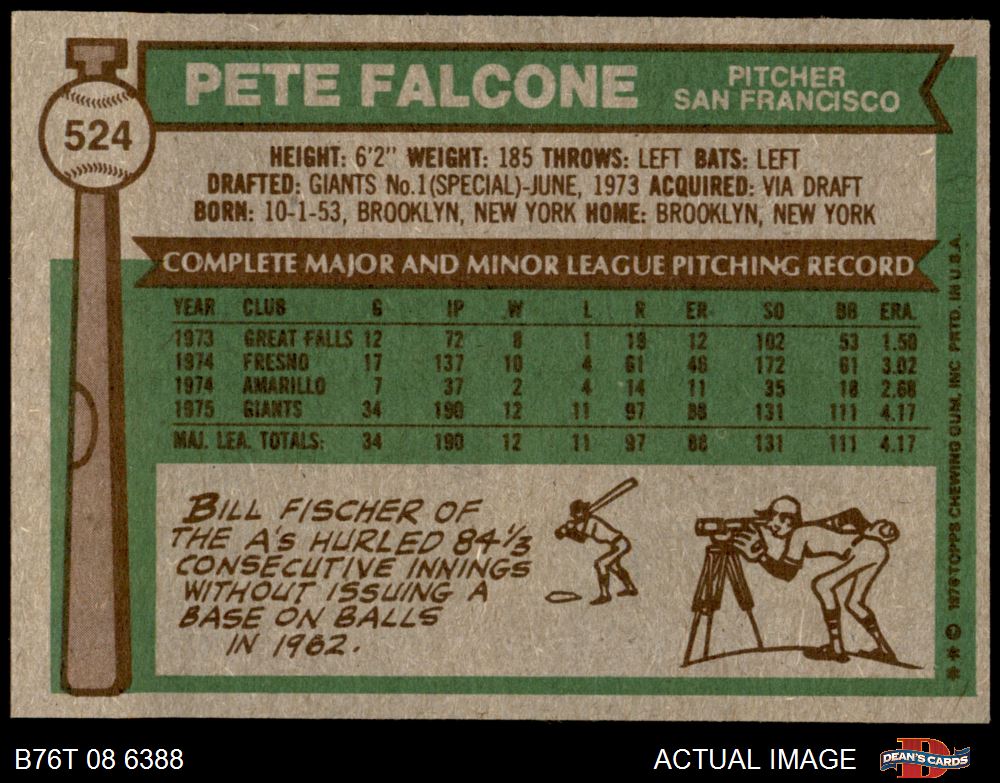 524
PETE FALCONE
PITCHER
SAN FRANCISCO
HEIGHT: 6'2" WEIGHT: 185 THROWS: LEFT BATS: LEFT
DRAFTED: GIANTS No.1(SPECIAL)-JUNE, 1973 ACQUIRED: VIA DRAFT
BORN: 10-1-53, BROOKLYN, NEW YORK HOME: BROOKLYN, NEW YORK
COMPLETE MAJOR AND MINOR LEAGUE PITCHING RECORD
YEAR CLUB G IP W L R ER SO BB ERA.
1973 GREAT FALLS 12 72 8 1 18 12 102 53 1.50
1974 FRESNO 17 137 10 4 61 46 172 61 3.02
1974 AMARILLO 7 37 2 4 14 11 35 18 2.68
1975 GIANTS 34 190 12 11 97 88 131 111 4.17
MAJ. LEA. TOTALS: 34 190 12 11 97 88 131 111 4.17
BILL FISCHER OF
THE A'S HURLED 84⅓
CONSECUTIVE INNINGS
WITHOUT ISSUING A
BASE ON BALLS
IN 1962.
** © 1976 TOPPS CHEWING GUM, INC PRTD. IN U.S.A.
B76T 08 6388
ACTUAL IMAGE
DEAN'S CARDS